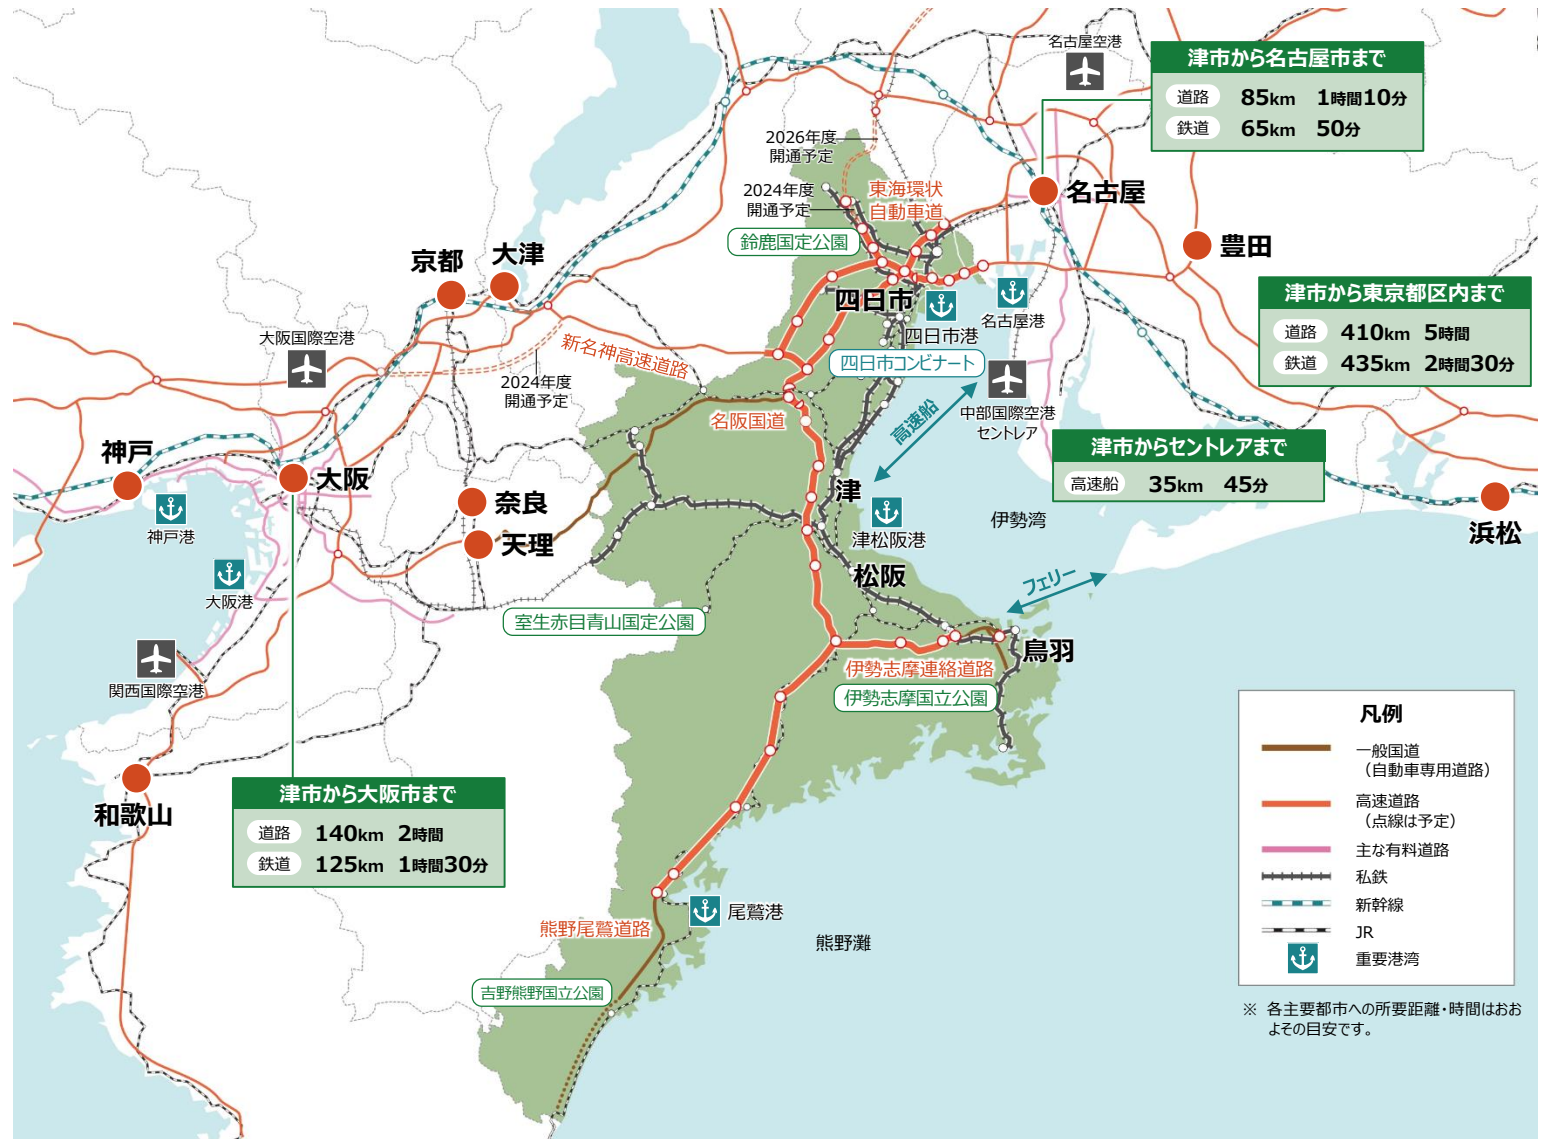 名古屋空港
津市から名古屋市まで
道路 85km 1時間10分
鉄道 65km 50分
2026年度
開通予定
2024年度
開通予定
東海環状
自動車道
名古屋
鈴鹿国定公園
豊田
京都
大津
津市から東京都区内まで
道路 410km 5時間
鉄道 435km 2時間30分
四日市
四日市港
名古屋港
大阪国際空港
新名神高速道路
2024年度
開通予定
四日市コンビナート
中部国際空港
セントレア
高速船
名阪国道
津市からセントレアまで
高速船 35km 45分
神戸
神戸港
大阪
奈良
天理
津
津松阪港
伊勢湾
浜松
大阪港
松阪
フェリー
室生赤目青山国定公園
鳥羽
伊勢志摩連絡道路
伊勢志摩国立公園
関西国際空港
和歌山
津市から大阪市まで
道路 140km 2時間
鉄道 125km 1時間30分
尾鷲港
熊野尾鷲道路
熊野灘
吉野熊野国立公園
凡例
一般国道
（自動車専用道路）
高速道路
（点線は予定）
主な有料道路
私鉄
新幹線
JR
重要港湾
※ 各主要都市への所要距離・時間はおお
よその目安です。